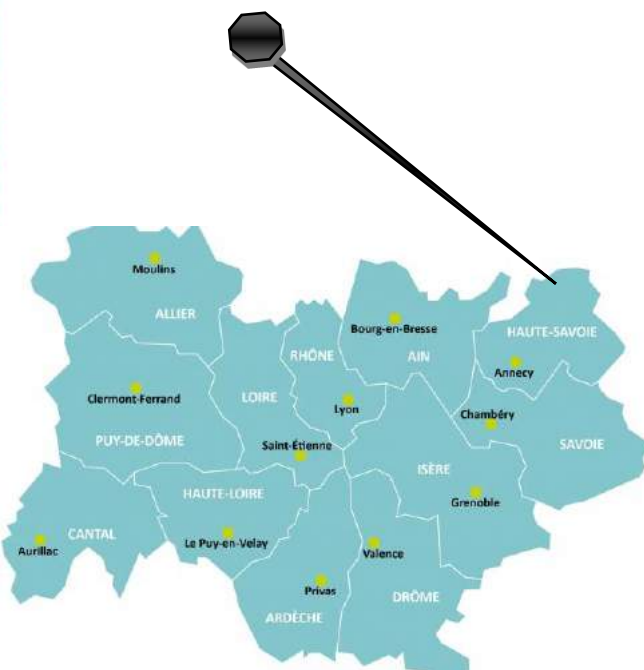 Moulins
ALLIER
Bourg-en-Bresse
HAUTE-SAVOIE
RHÔNE
AIN
Annecy
Clermont-Ferrand
LOIRE
Lyon
Chambéry
PUY-DE-DÔME
Saint-Étienne
SAVOIE
ISÈRE
HAUTE-LOIRE
Grenoble
CANTAL
Aurillac
Le Puy-en-Velay
Valence
Privas
DRÔME
ARDÈCHE